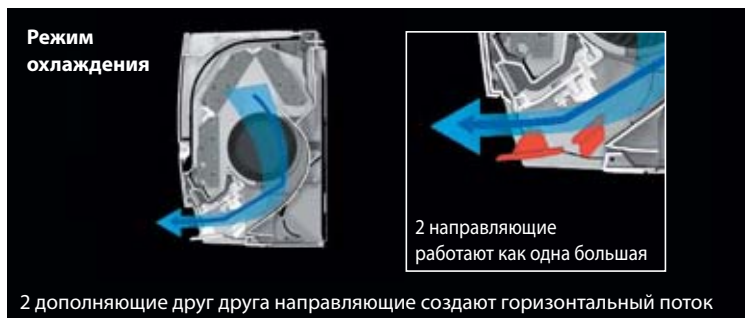 Режим
охлаждения
2 направляющие
работают как одна большая
2 дополняющие друг друга направляющие создают горизонтальный поток